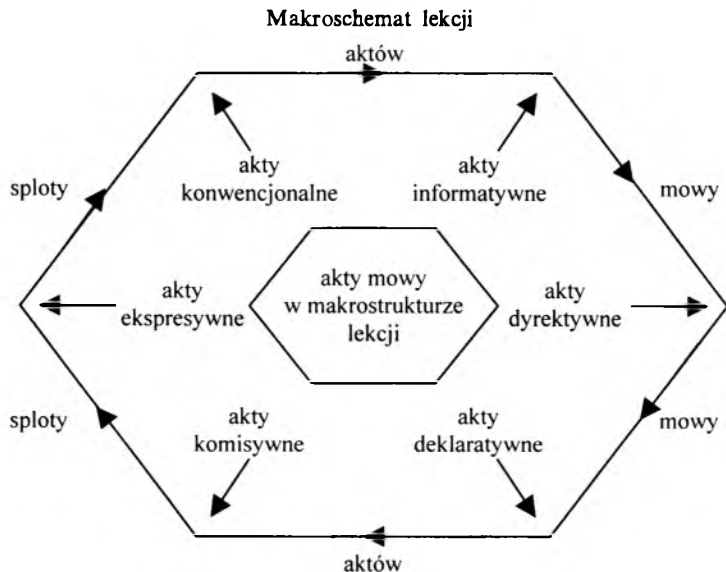 Makroschemat lekcji
aktów
akty
konwencjonalne
akty
informatywne
sploty
mowy
akty
ekspresywne
akty mowy
w makrostrukturze
lekcji
akty
dyrektywne
sploty
mowy
akty
komisywne
akty
deklaratywne
aktów